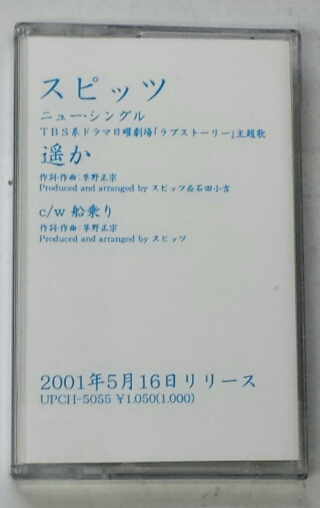 スピッツ
ニュー・シングル
TBS系ドラマ日曜劇場「ラブストーリー」主題歌
遥か
作詞・作曲：草野正宗
Produced and arranged by スピッツ&石田小吉
c/w 船乗り
作詞・作曲：草野正宗
Produced and arranged by スピッツ
2001年5月16日リリース
UPCH-5055 ¥1.050(1.000)